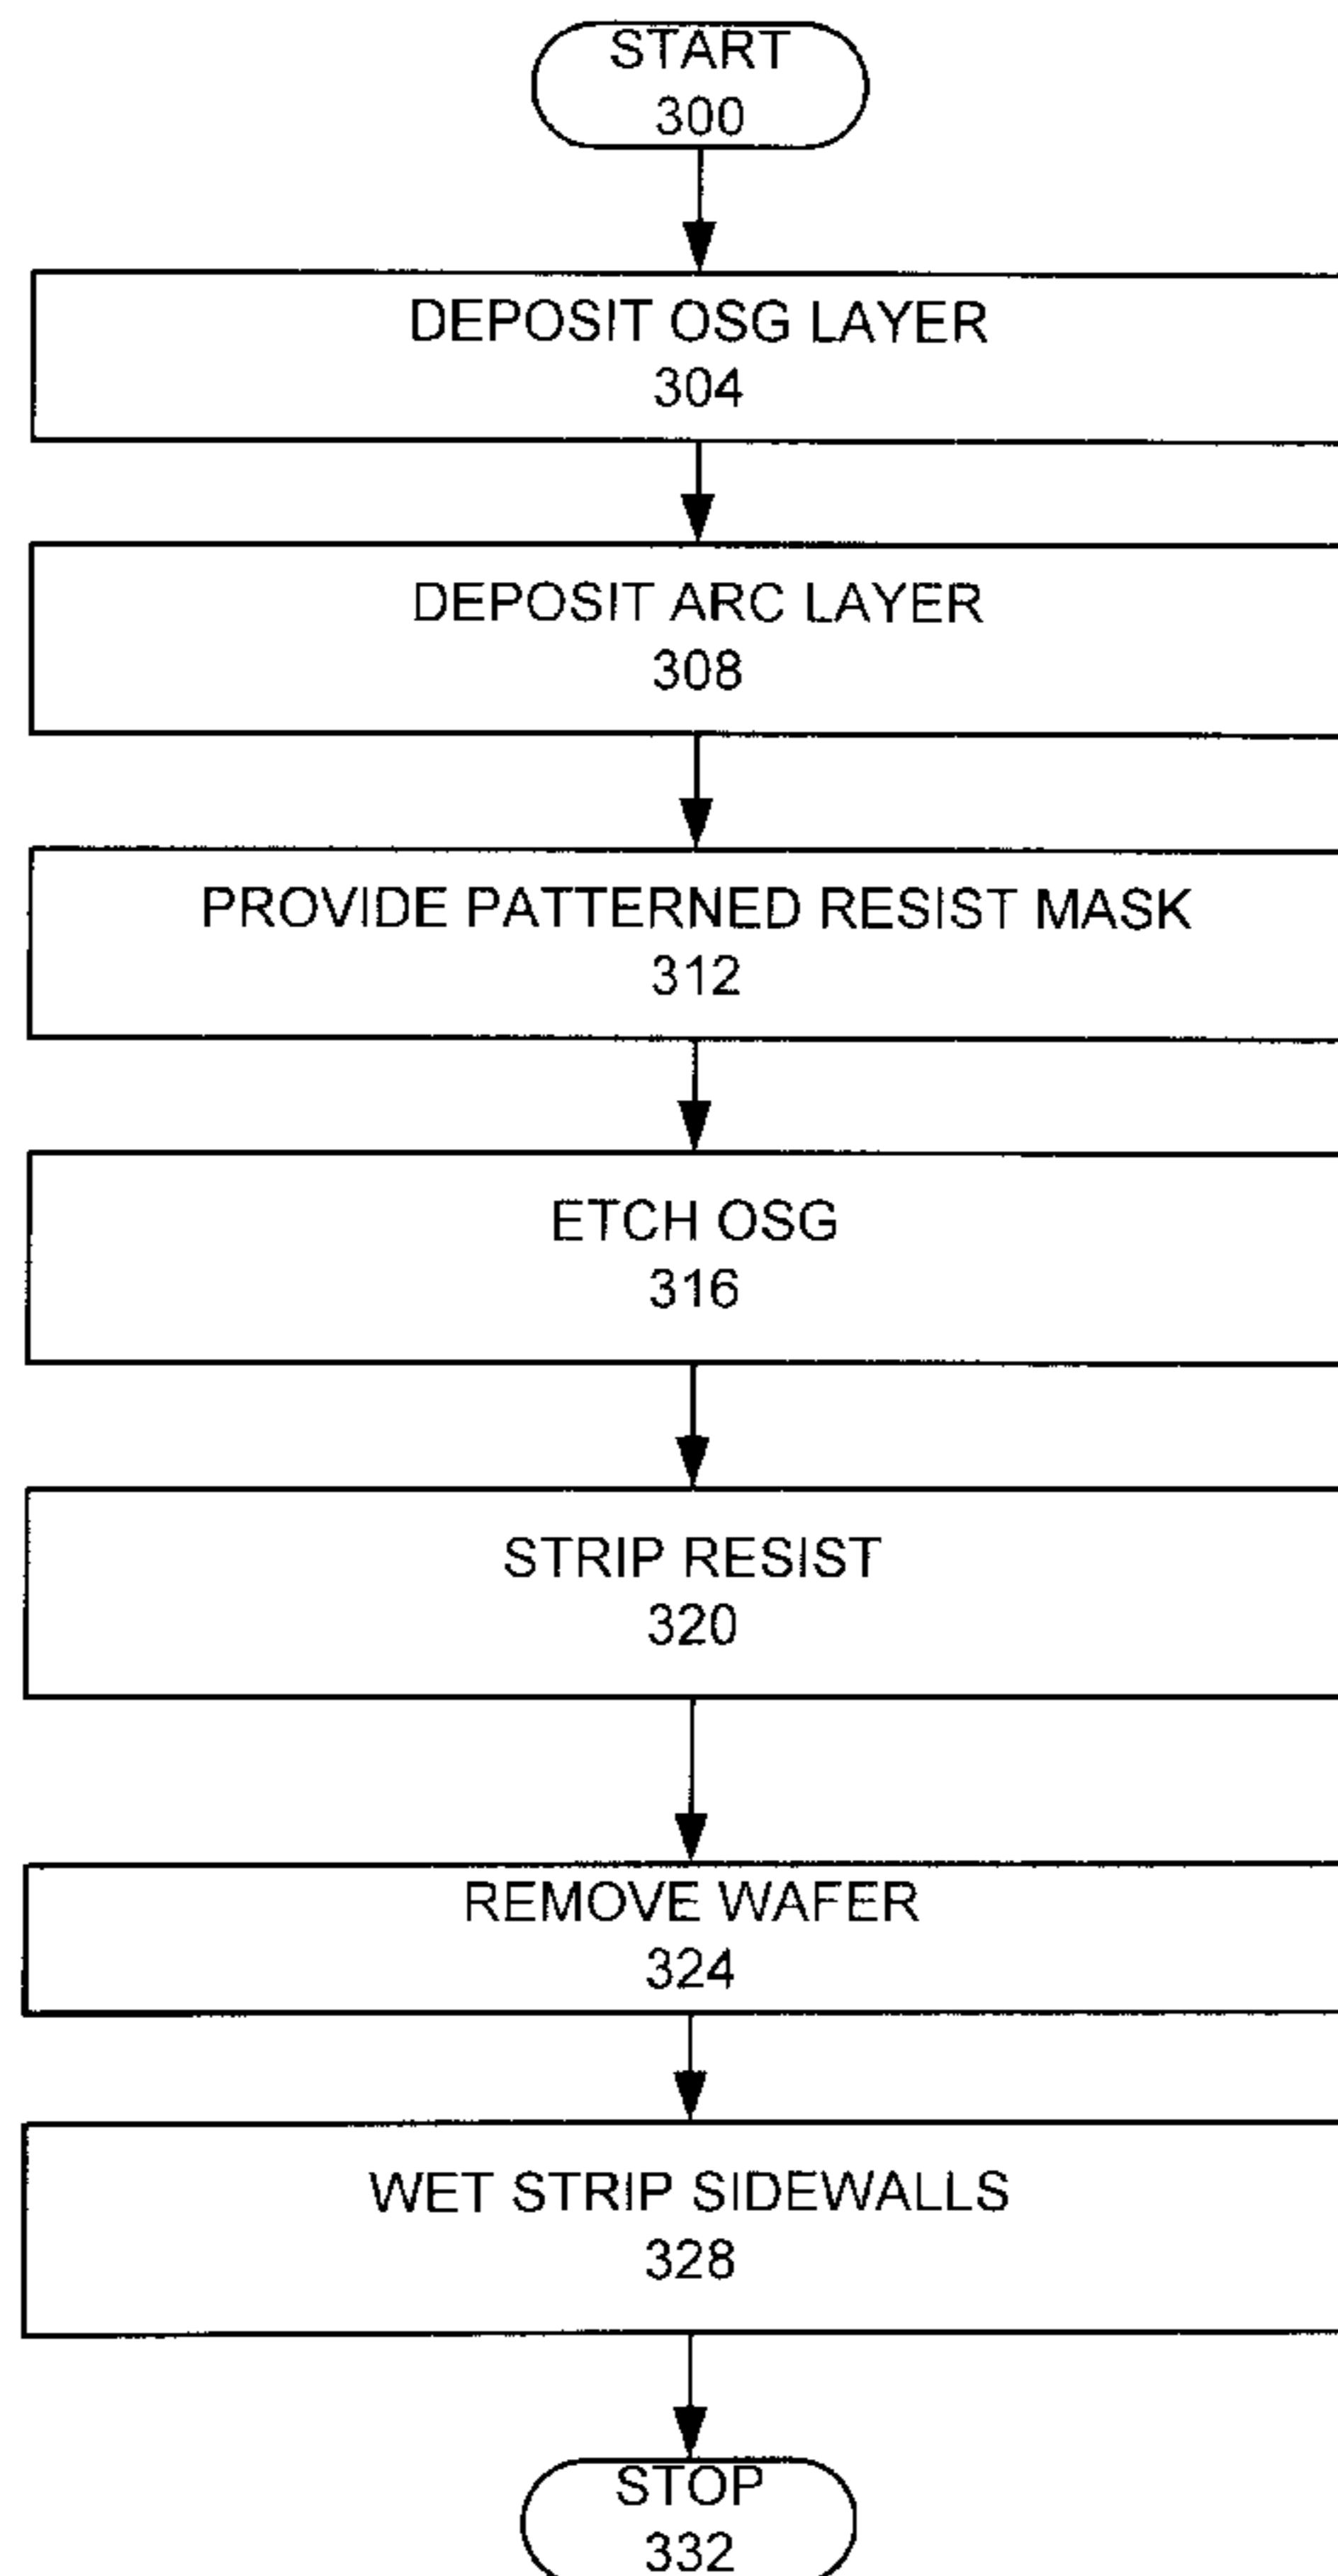 START
300
DEPOSIT OSG LAYER
304
DEPOSIT ARC LAYER
308
PROVIDE PATTERNED RESIST MASK
312
ETCH OSG
316
STRIP RESIST
320
REMOVE WAFER
324
WET STRIP SIDEWALLS
328
STOP
332